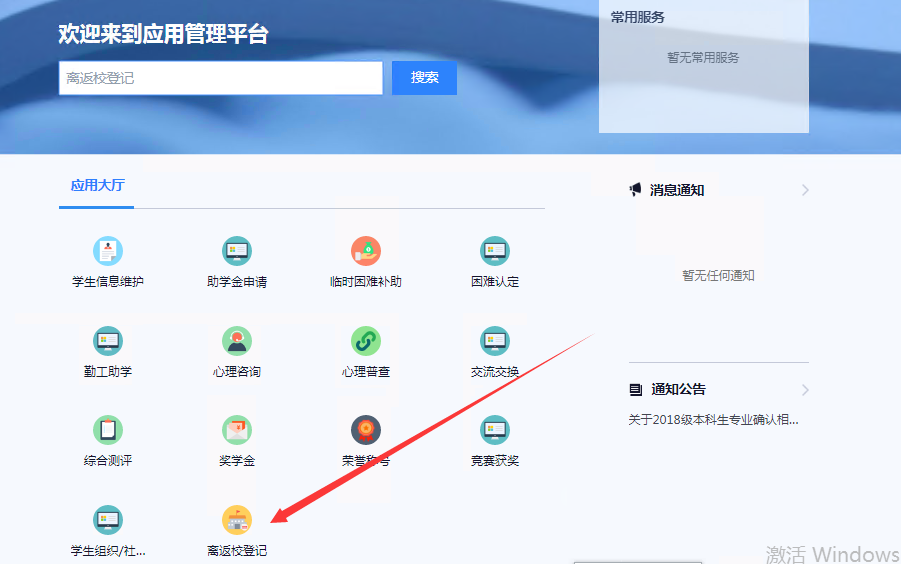 欢迎来到应用管理平台
离返校登记
搜索
常用服务
暂无常用服务
应用大厅
学生信息维护
助学金申请
临时困难补助
困难认定
勤工助学
心理咨询
心理普查
交流交换
综合测评
奖学金
荣誉称号
竞赛获奖
学生组织/社...
离返校登记
消息通知
暂无任何通知
通知公告
关于2018级本科生专业确认相...
激活 Windows